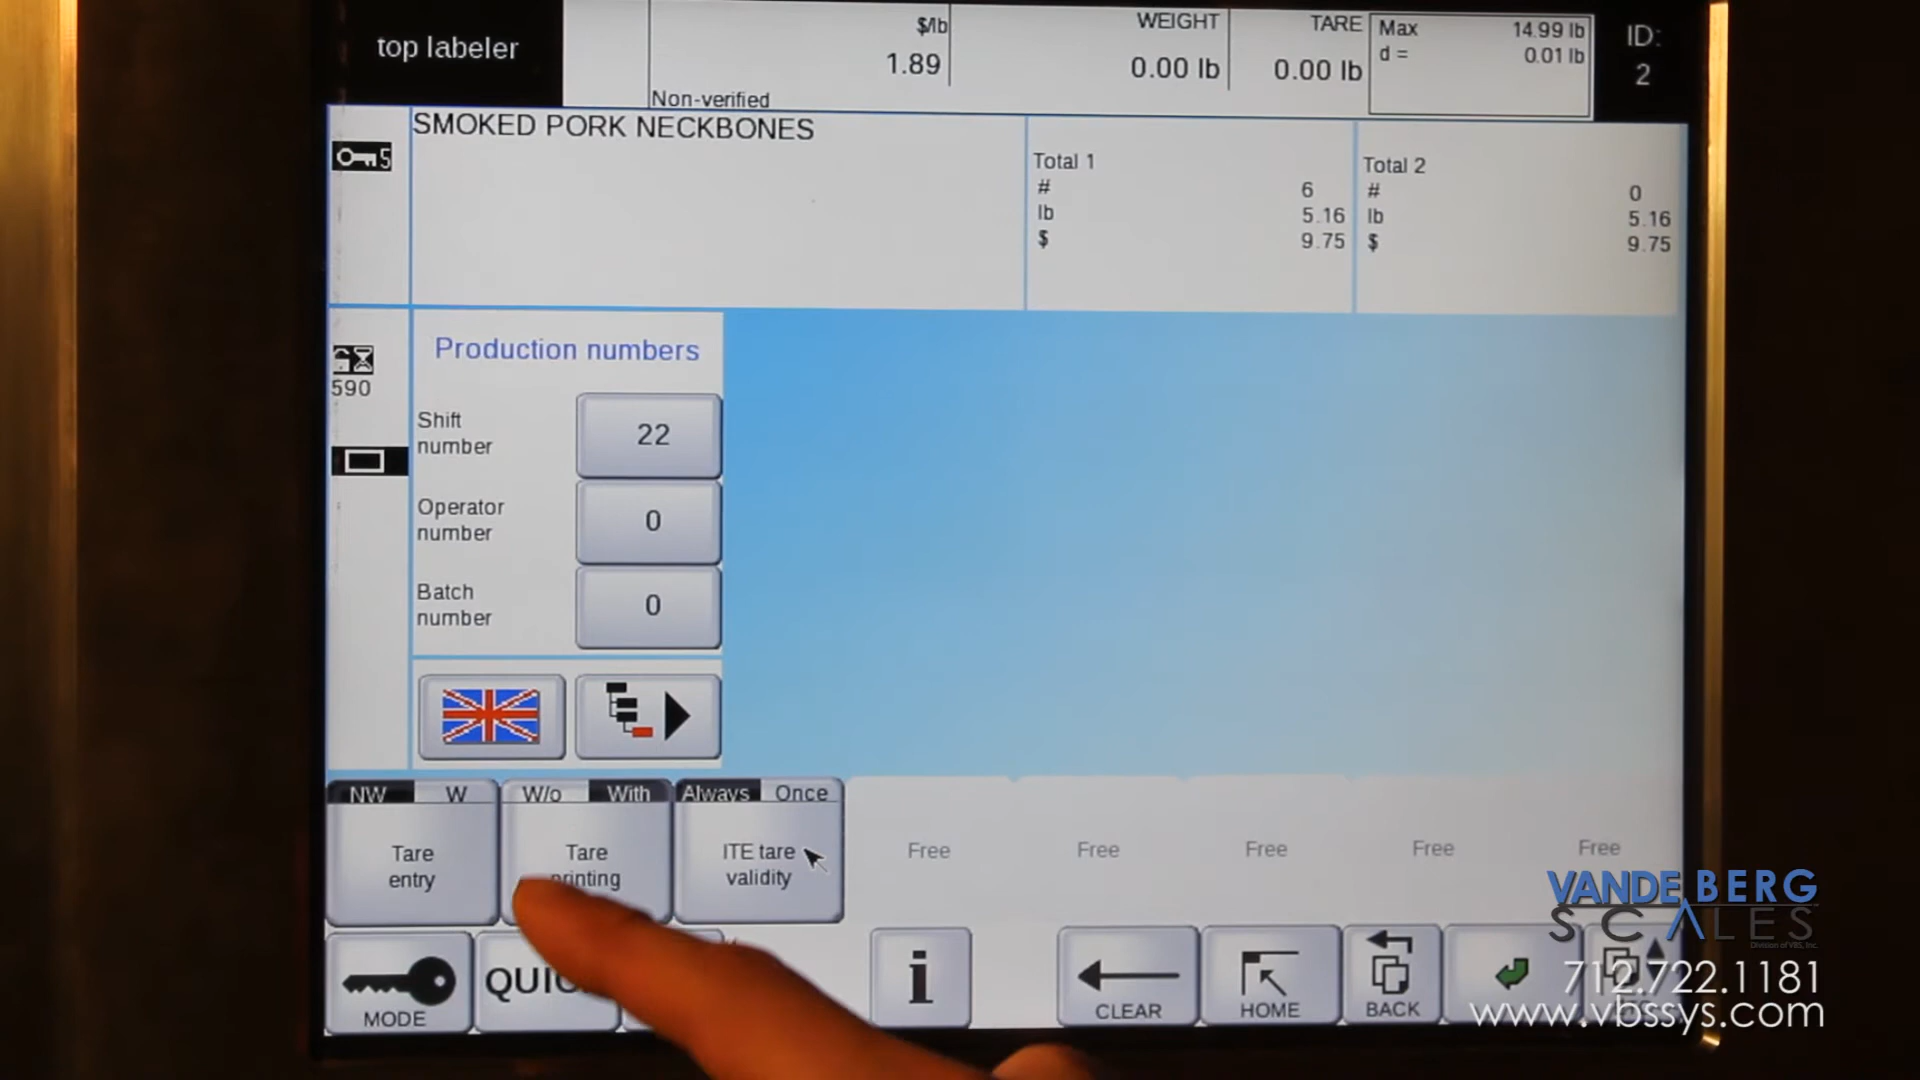 top labeler
$/lb
1.89
Non-verified
WEIGHT
0.00 lb
TARE
0.00 lb
Max 14.99 lb
d = 0.01 lb
ID:
2
5
SMOKED PORK NECKBONES
Total 1
# 6
lb 5.16
$ 9.75
Total 2
# 0
lb 5.16
$ 9.75
590
Production numbers
Shift
number
22
Operator
number
0
Batch
number
0
NW W
Tare
entry
W/o With
Tare
printing
Always Once
ITE tare
validity
Free
Free
Free
Free
Free
MODE
i
CLEAR
HOME
BACK
VANDE BERG
SCALES
Division of VBS, Inc.
712.722.1181
www.vbssys.com